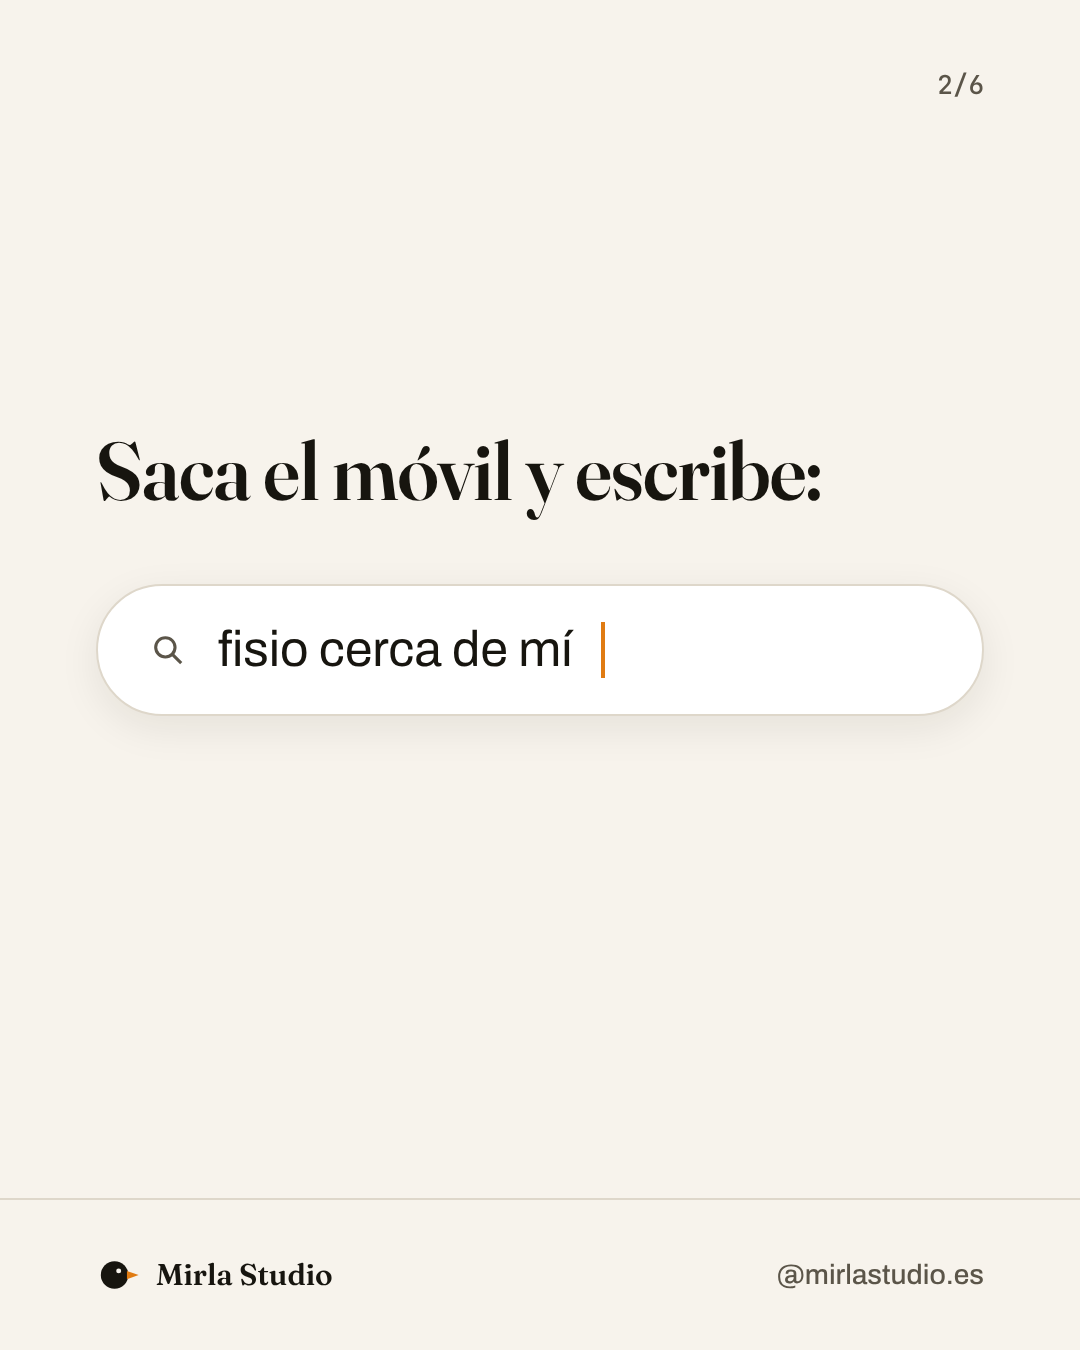 2/6
Saca el móvil y escribe:
fisio cerca de mí
Mirla Studio
@mirlastudio.es